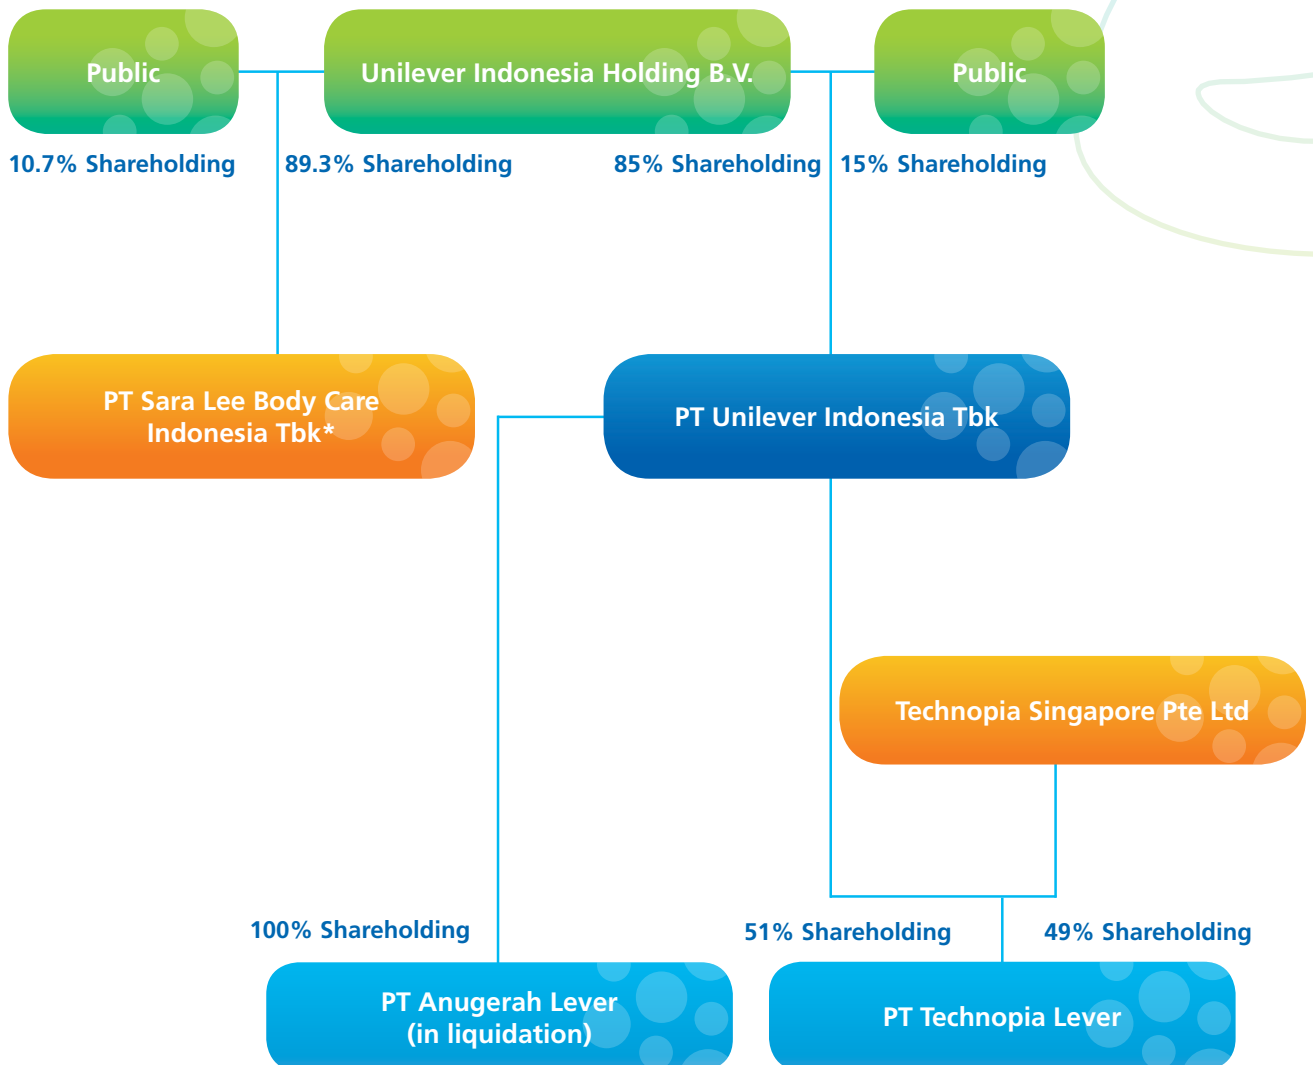 Public
Unilever Indonesia Holding B.V.
Public
10.7% Shareholding
89.3% Shareholding
85% Shareholding
15% Shareholding
PT Sara Lee Body Care
Indonesia Tbk*
PT Unilever Indonesia Tbk
Technopia Singapore Pte Ltd
100% Shareholding
51% Shareholding
49% Shareholding
PT Anugerah Lever
(in liquidation)
PT Technopia Lever